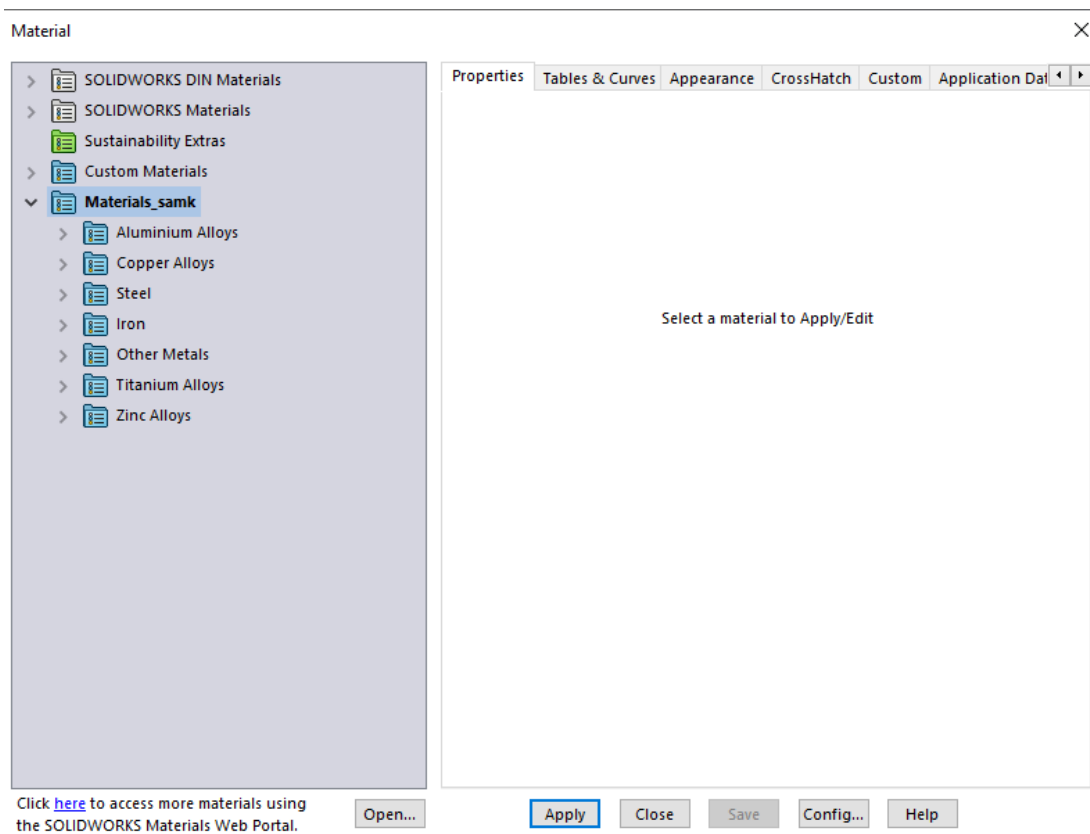 Material
SOLIDWORKS DIN Materials
SOLIDWORKS Materials
Sustainability Extras
Custom Materials
Materials_samk
Aluminium Alloys
Copper Alloys
Steel
Iron
Other Metals
Titanium Alloys
Zinc Alloys
Click here to access more materials using
the SOLIDWORKS Materials Web Portal.
Open...
Properties Tables & Curves Appearance CrossHatch Custom Application Dat
Select a material to Apply/Edit
Apply Close Save Config... Help